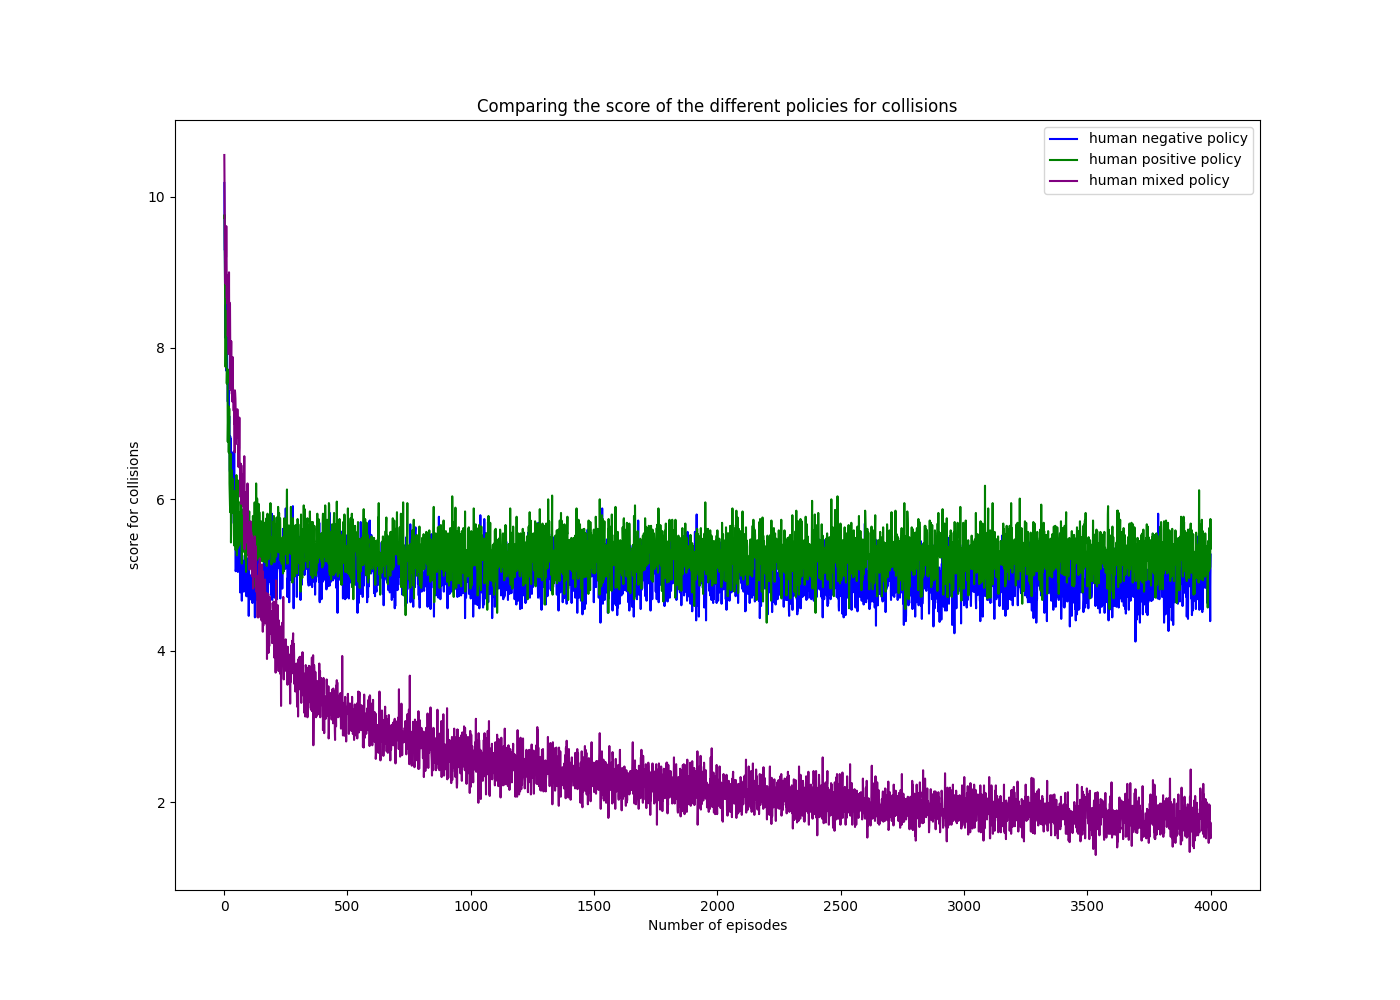 Comparing the score of the different policies for collisions
human negative policy
human positive policy
human mixed policy
score for collisions
10
8
6
4
2
0
500
1000
1500
2000
2500
3000
3500
4000
Number of episodes